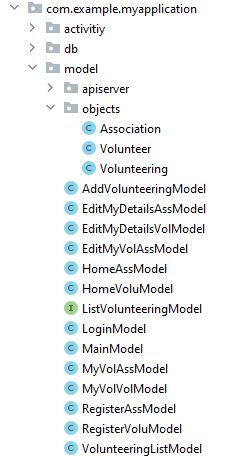 com.example.myapplication
activitiy
db
model
apiserver
objects
C Association
C Volunteer
C Volunteering
C AddVolunteeringModel
C EditMyDetailsAssModel
C EditMyDetailsVolModel
C EditMyVolAssModel
C HomeAssModel
C HomeVoluModel
I ListVolunteeringModel
C LoginModel
C MainModel
C MyVolAssModel
C MyVolVolModel
C RegisterAssModel
C RegisterVoluModel
C VolunteeringListModel